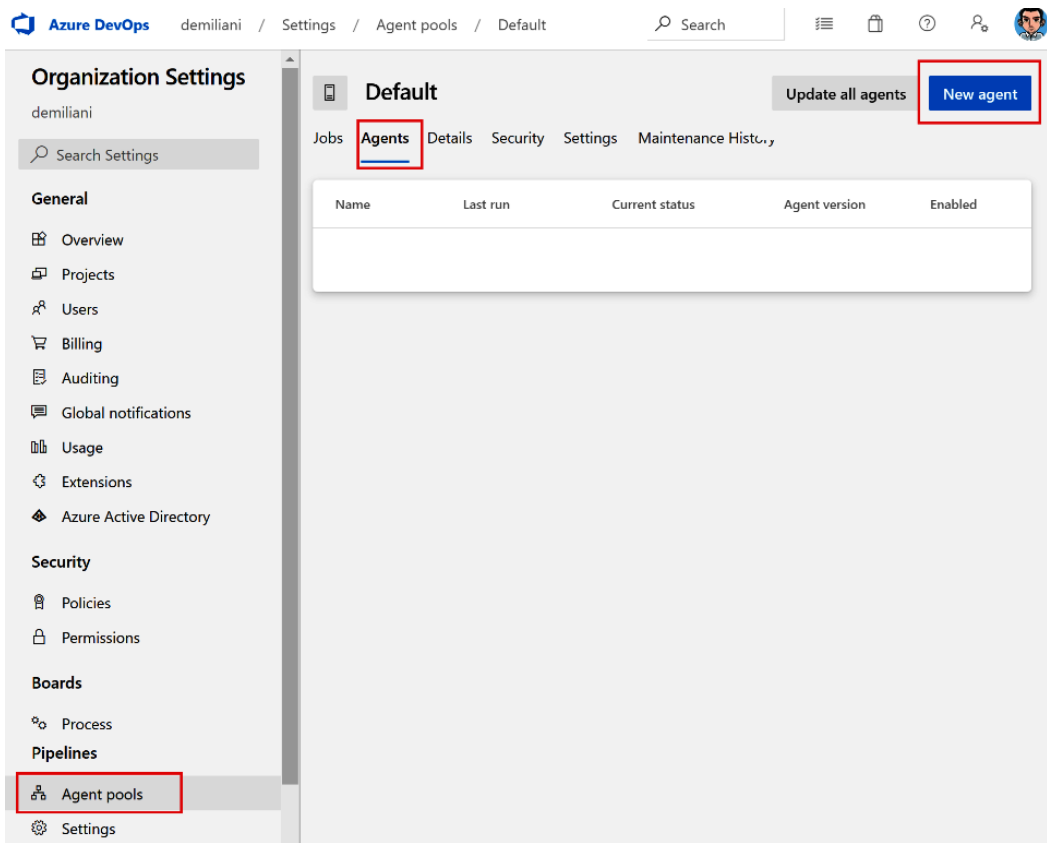 Azure DevOps demiliani / Settings / Agent pools / Default Search
Organization Settings
demiliani
Search Settings
General
Overview
Projects
Users
Billing
Auditing
Global notifications
Usage
Extensions
Azure Active Directory
Security
Policies
Permissions
Boards
Process
Pipelines
Agent pools
Settings
Default
Update all agents New agent
Jobs Agents Details Security Settings Maintenance History
Name Last run Current status Agent version Enabled